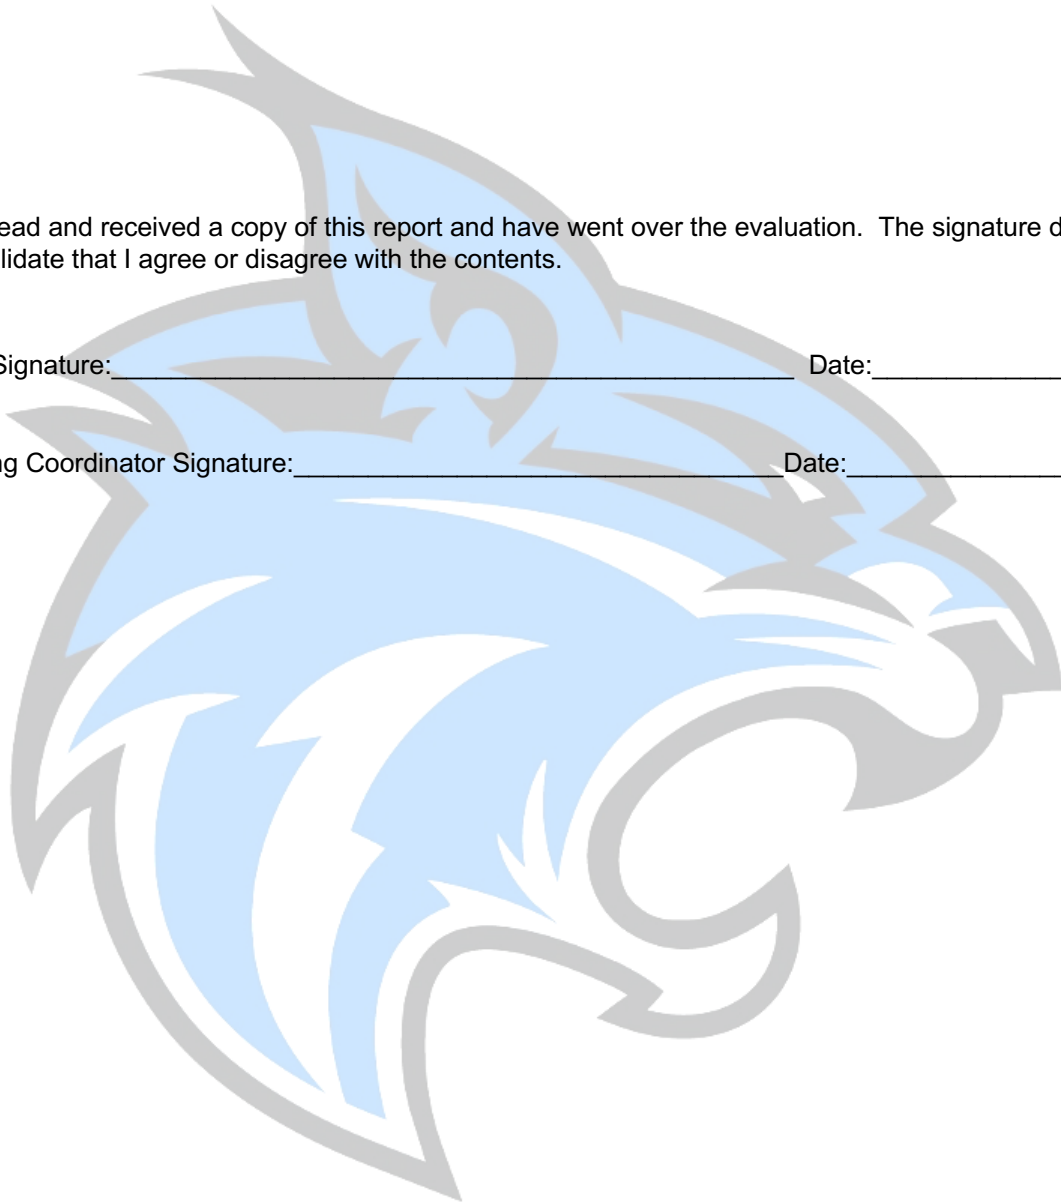 ead and received a copy of this report and have went over the evaluation.  The signature d
lidate that I agree or disagree with the contents.
Signature:______________________________________________ Date:_____________
ng Coordinator Signature:_________________________________Date:_______________